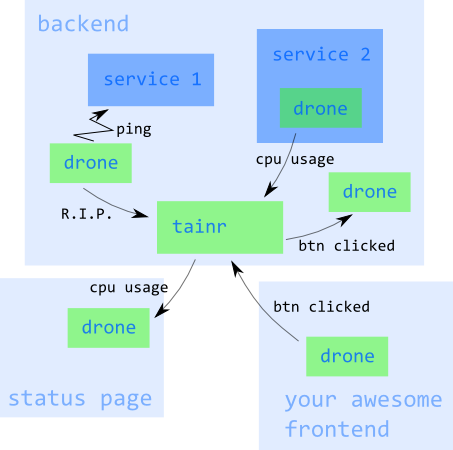 backend
service 1
service 2
drone
ping
drone
cpu usage
drone
R.I.P.
tainr
btn clicked
cpu usage
btn clicked
drone
drone
status page
your awesome
frontend